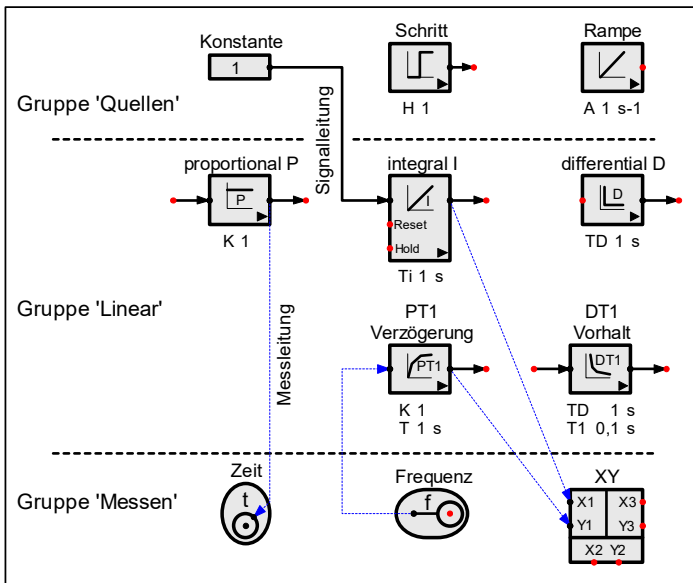 Konstante
1
Schritt
H 1
Rampe
A 1 s-1
Gruppe 'Quellen'
Signalleitung
proportional P
P
K 1
integral I
I
Reset
Hold
Ti 1 s
differential D
D
TD 1 s
Gruppe 'Linear'
Messleitung
PT1
Verzögerung
PT1
K 1
T 1 s
DT1
Vorhalt
DT1
TD 1 s
T1 0,1 s
Gruppe 'Messen'
Zeit
t
Frequenz
f
XY
X1 X3
Y1 Y3
X2 Y2